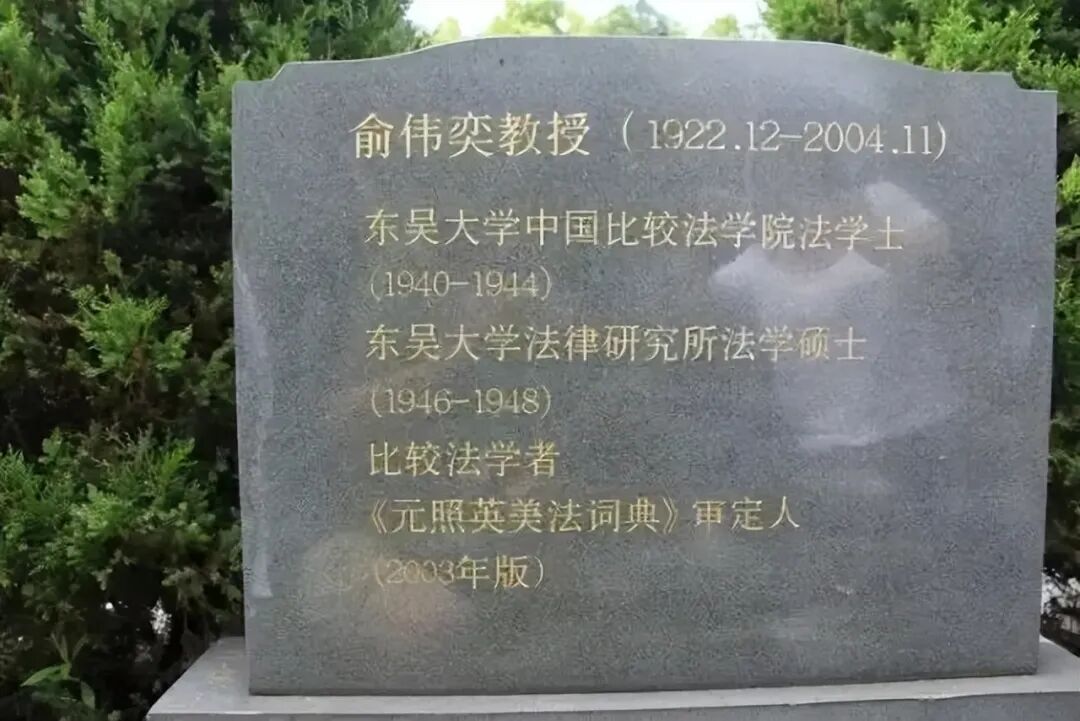 俞伟奕教授（1922.12-2004.11)
东吴大学中国比较法学院法学士
(1940-1944)
东吴大学法律研究所法学硕士
(1946-1948)
比较法学者
《元照英美法词典》审定人
(2003年版)